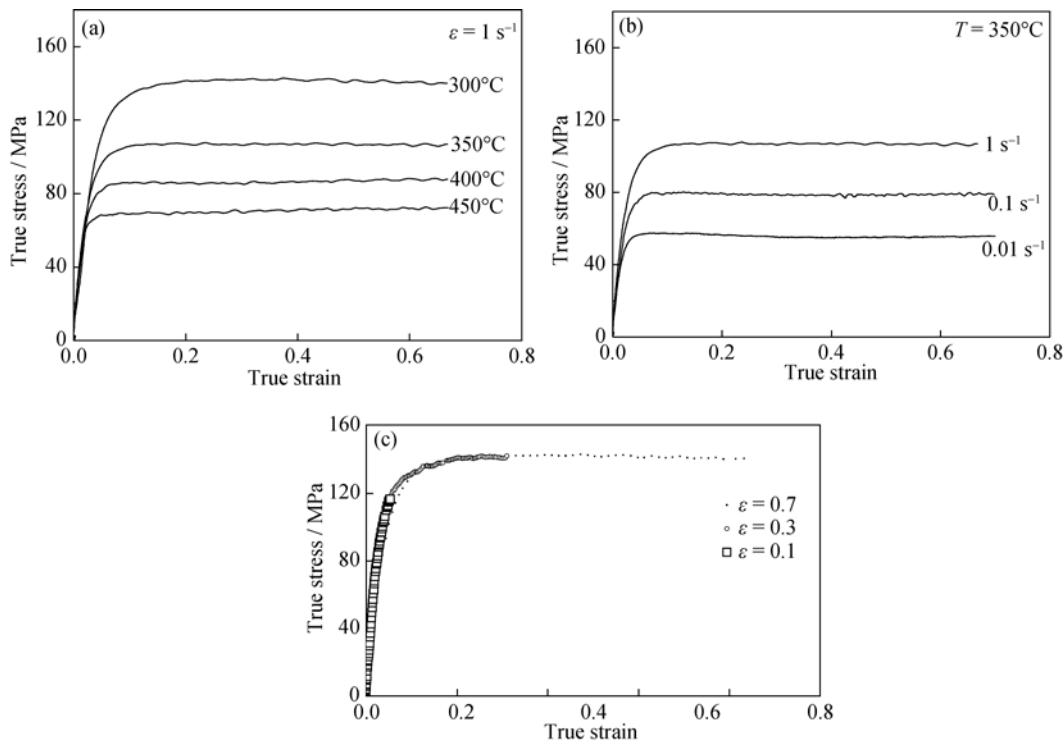 (a)
ε = 1 s⁻¹
160
120
80
40
0
0.0 0.2 0.4 0.6 0.8
True stress / MPa
True strain
300°C
350°C
400°C
450°C
(b)
T = 350°C
160
120
80
40
0
0.0 0.2 0.4 0.6 0.8
True stress / MPa
True strain
1 s⁻¹
0.1 s⁻¹
0.01 s⁻¹
(c)
160
120
80
40
0
0.0 0.2 0.4 0.6 0.8
True stress / MPa
True strain
ε = 0.7
ε = 0.3
ε = 0.1